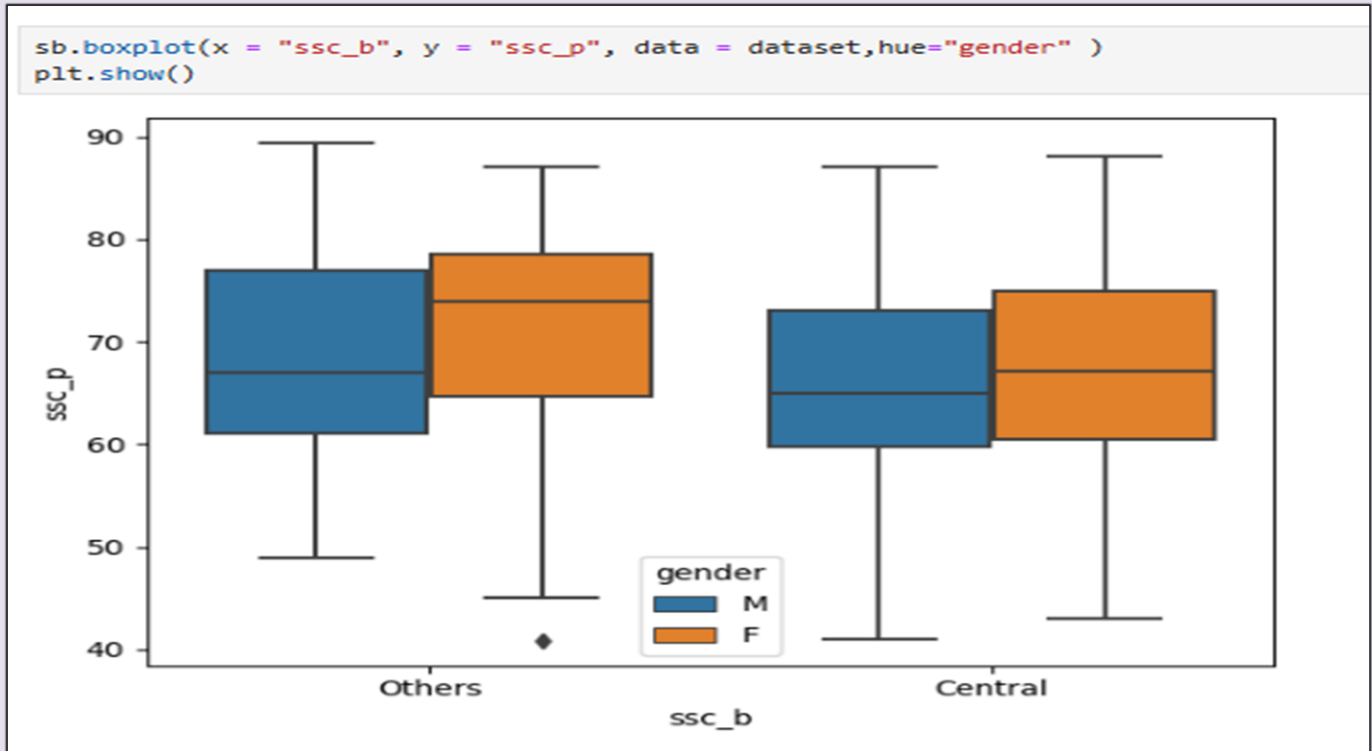 sb.boxplot(x = "ssc_b", y = "ssc_p", data = dataset,hue="gender" )
plt.show()
90
80
70
60
50
40
ssc_p
gender
M
F
Others Central
ssc_b